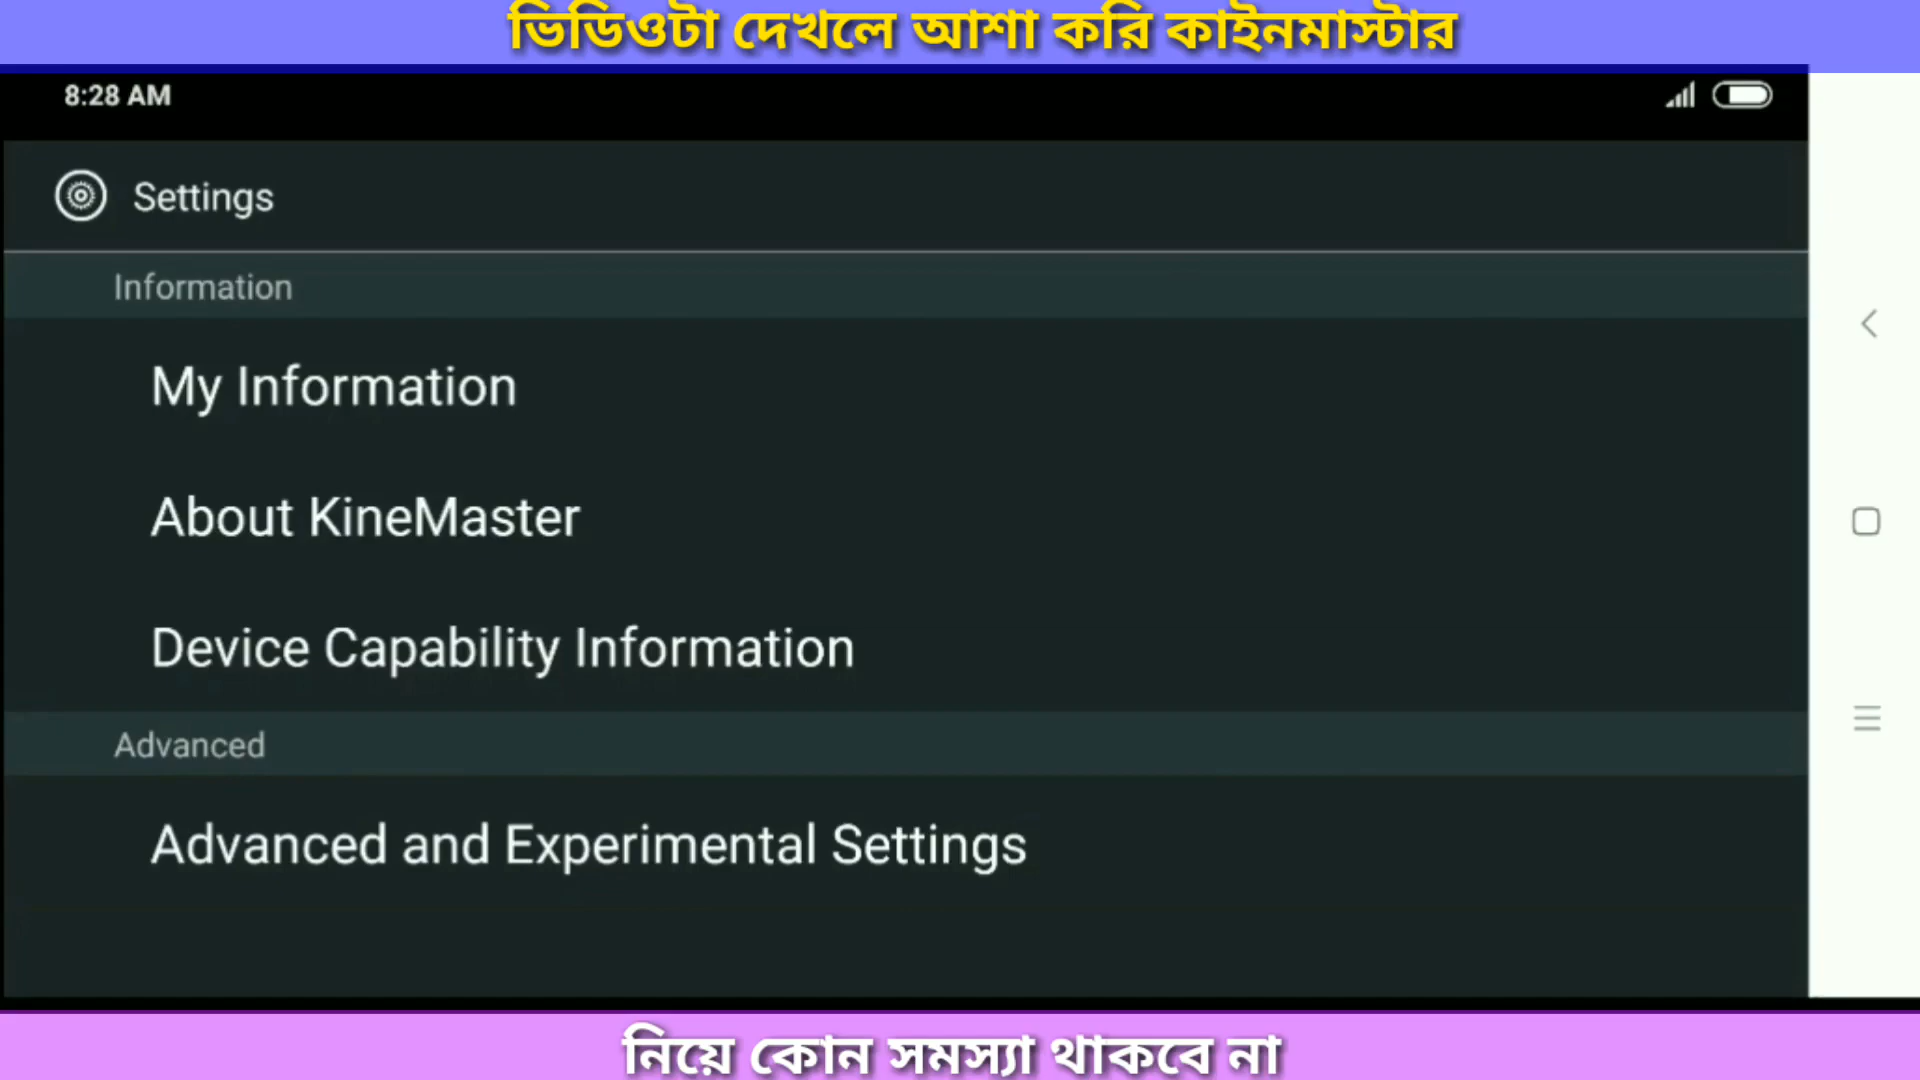 ভিডিওটা দেখলে আশা করি কাইনমাস্টার
8:28 AM
Settings
Information
My Information
About KineMaster
Device Capability Information
Advanced
Advanced and Experimental Settings
নিয়ে কোন সমস্যা থাকবে না